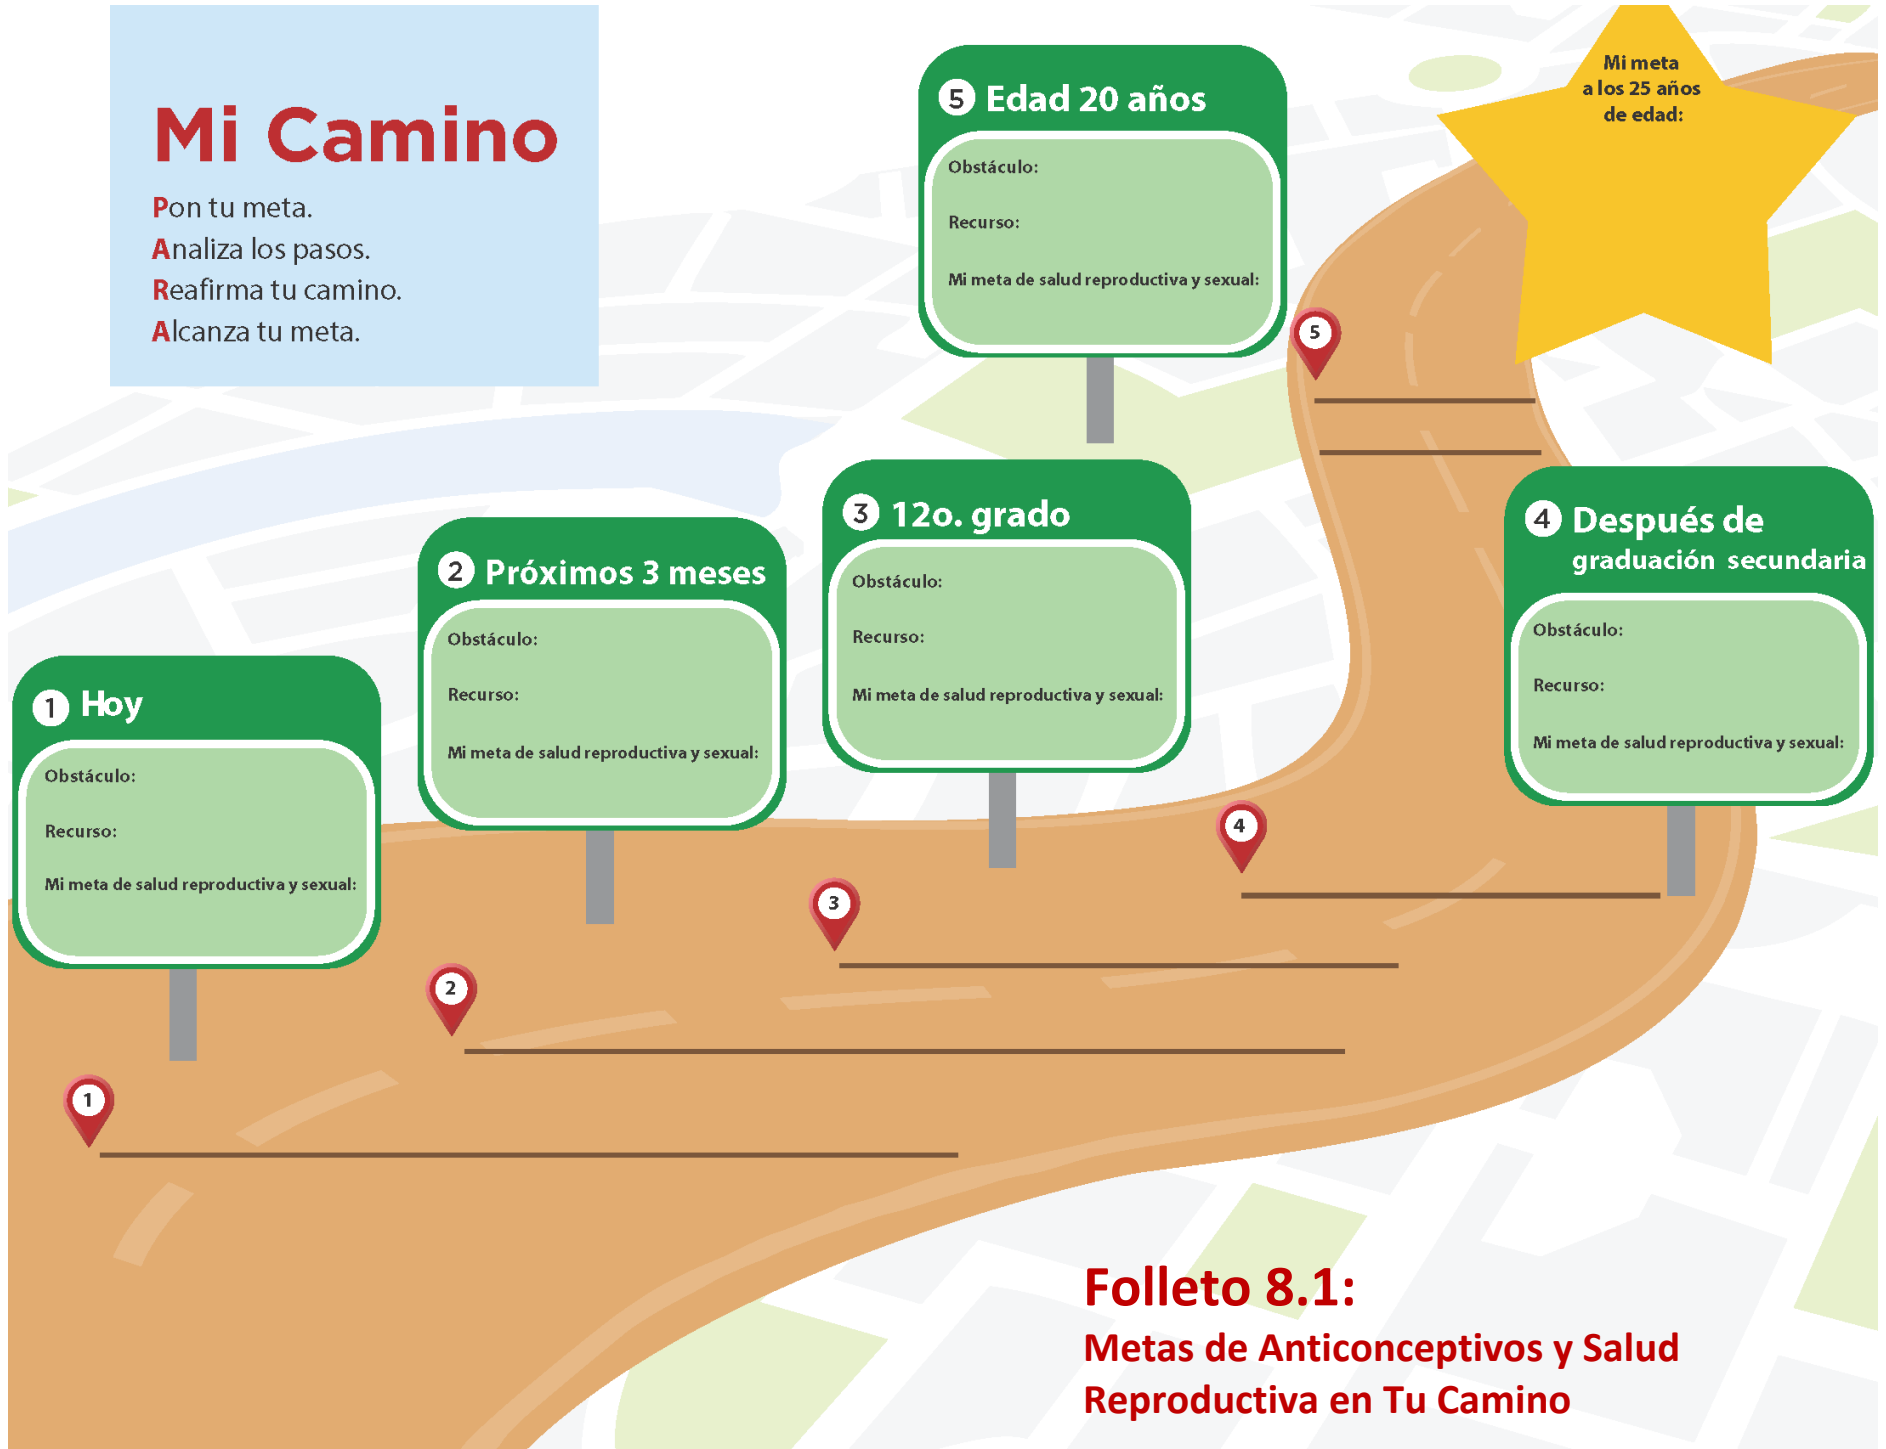 Mi Camino
Pon tu meta.
Analiza los pasos.
Reafirma tu camino.
Alcanza tu meta.
5 Edad 20 años
Obstáculo:
Recurso:
Mi meta de salud reproductiva y sexual:
Mi meta
a los 25 años
de edad:
5
4 Después de
graduación secundaria
Obstáculo:
Recurso:
Mi meta de salud reproductiva y sexual:
3 12o. grado
Obstáculo:
Recurso:
Mi meta de salud reproductiva y sexual:
2 Próximos 3 meses
Obstáculo:
Recurso:
Mi meta de salud reproductiva y sexual:
1 Hoy
Obstáculo:
Recurso:
Mi meta de salud reproductiva y sexual:
4
3
2
1
Folleto 8.1:
Metas de Anticonceptivos y Salud
Reproductiva en Tu Camino